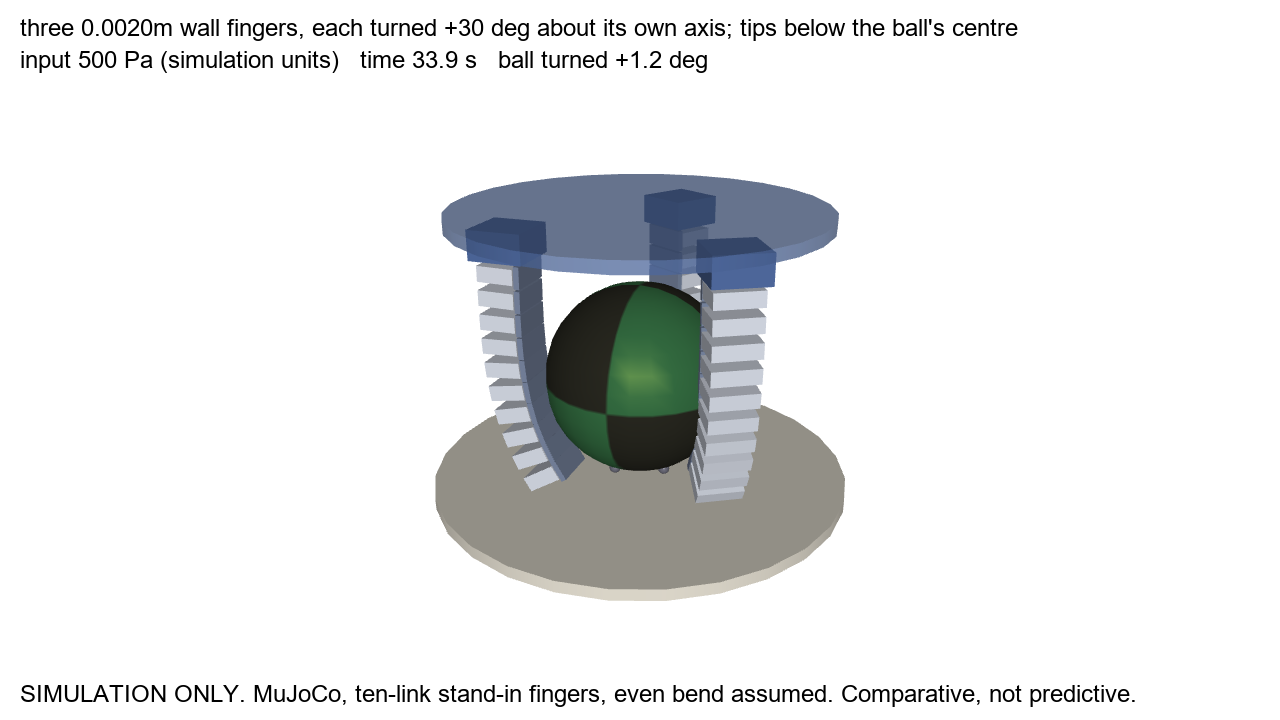 three 0.0020m wall fingers, each turned +30 deg about its own axis; tips below the ball's centre
input 500 Pa (simulation units)   time 33.9 s   ball turned +1.2 deg
SIMULATION ONLY. MuJoCo, ten-link stand-in fingers, even bend assumed. Comparative, not predictive.